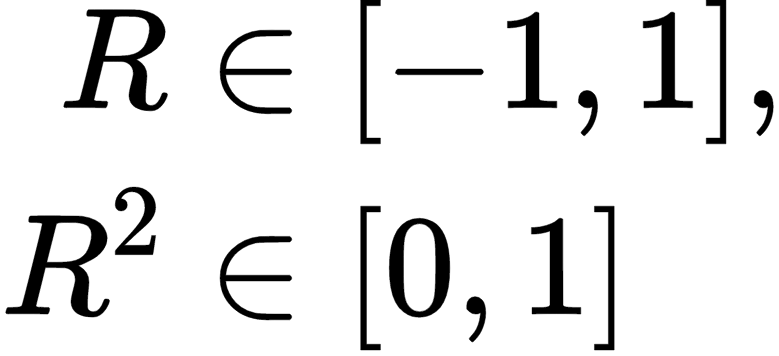 R ∈ [−1, 1],
R² ∈ [0, 1]